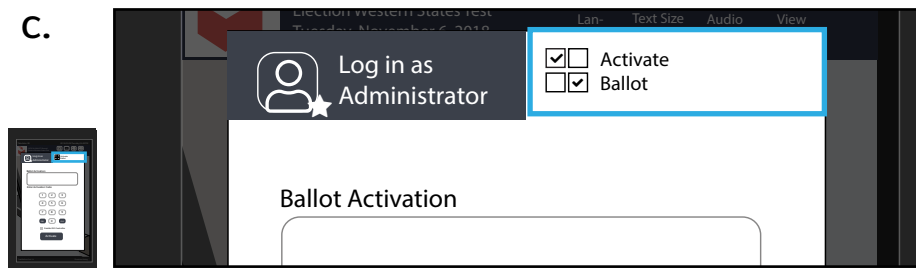 C.
Election Western States Test
Tuesday, November 6, 2018
Lan- Text Size Audio View
Log in as
Administrator
Activate
Ballot
Ballot Activation